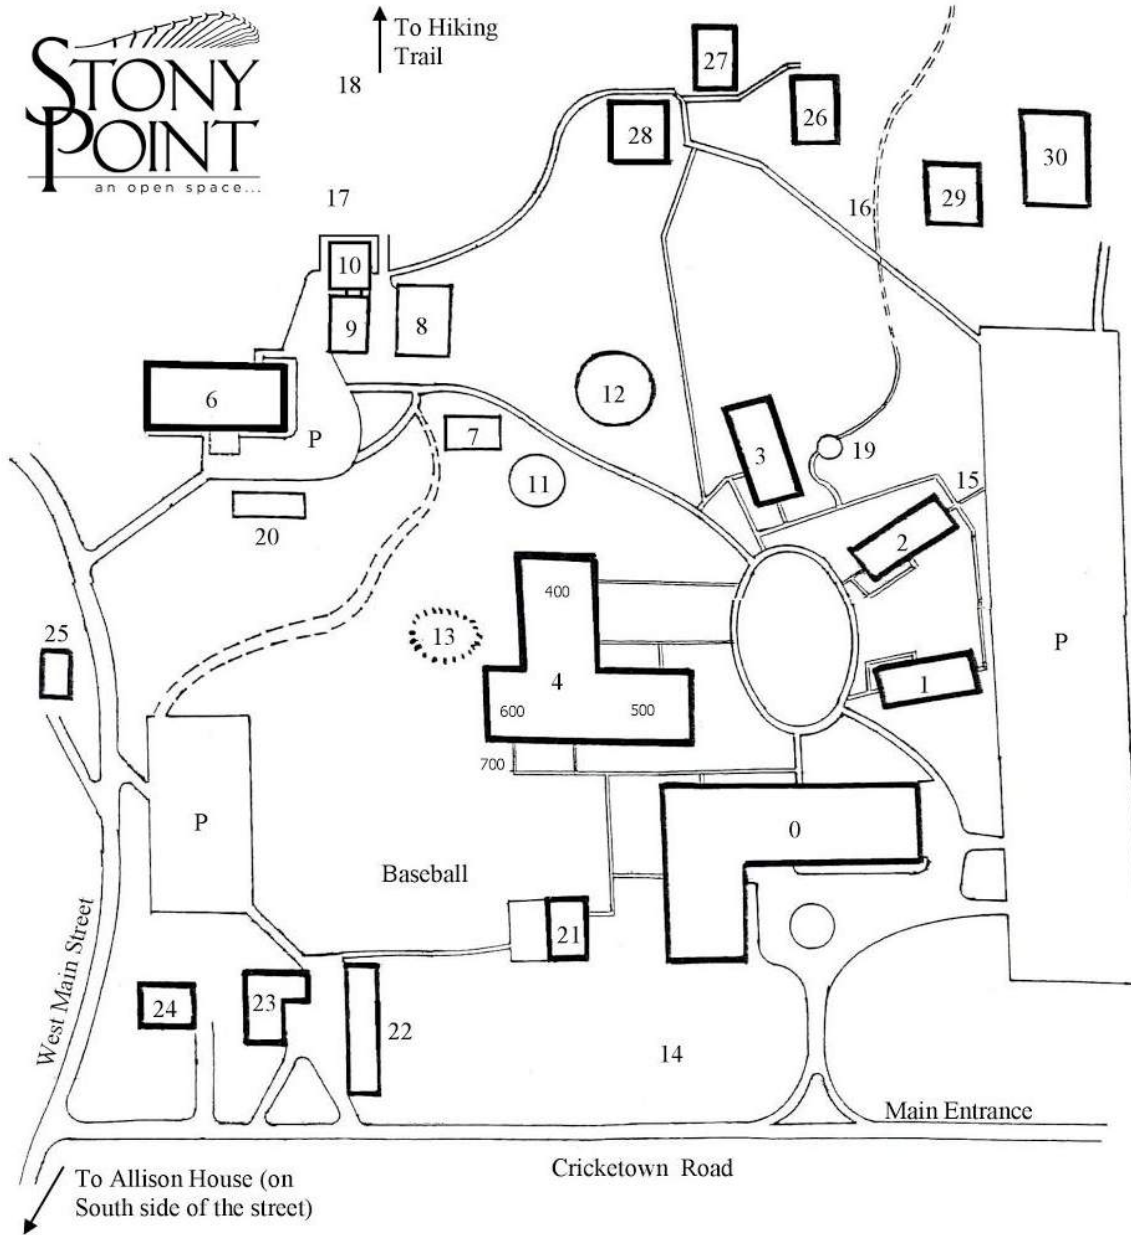 STONY
POINT
an open space...
To Hiking
Trail
18
27
26
28
30
29
17
16
10
9
8
6
12
7
P
3
19
11
15
20
2
400
13
25
4
1
P
600
500
700
P
0
Baseball
21
West Main Street
24
23
22
14
Main Entrance
Cricketown Road
To Allison House (on
South side of the street)